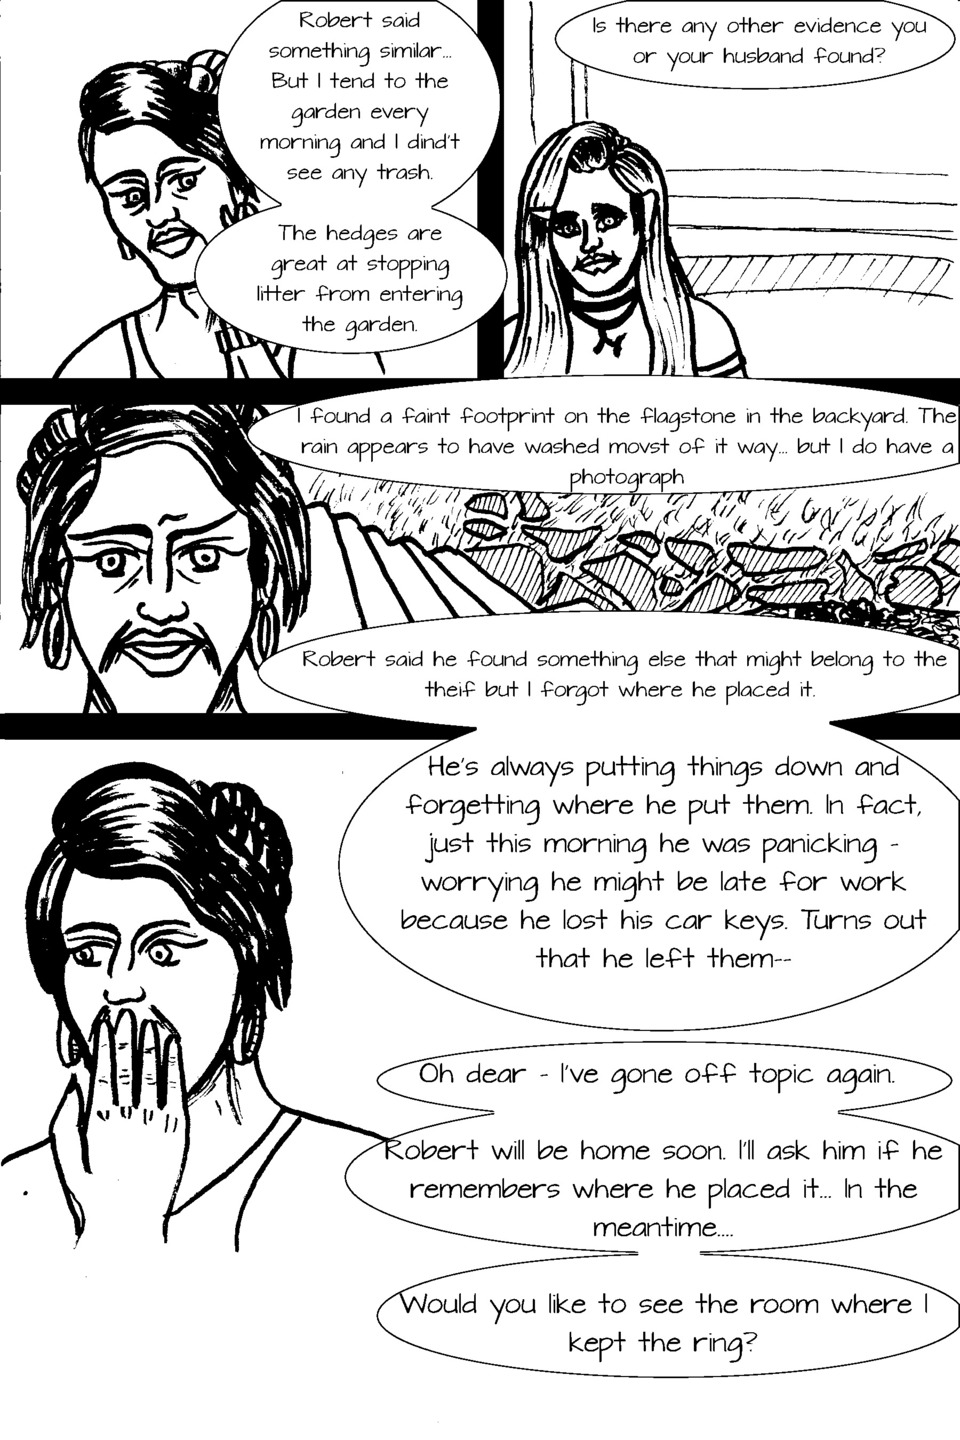 Robert said
something similar...
But I tend to the
garden every
morning and I dind't
see any trash.
The hedges are
great at stopping
litter from entering
the garden.
Is there any other evidence you
or your husband found?
I found a faint footprint on the flagstone in the backyard. The
rain appears to have washed movst of it way... but I do have a
photograph
Robert said he found something else that might belong to the
theif but I forgot where he placed it.
He's always putting things down and
forgetting where he put them. In fact,
just this morning he was panicking -
worrying he might be late for work
because he lost his car keys. Turns out
that he left them--
Oh dear - I've gone off topic again.
Robert will be home soon. I'll ask him if he
remembers where he placed it... In the
meantime....
Would you like to see the room where I
kept the ring?